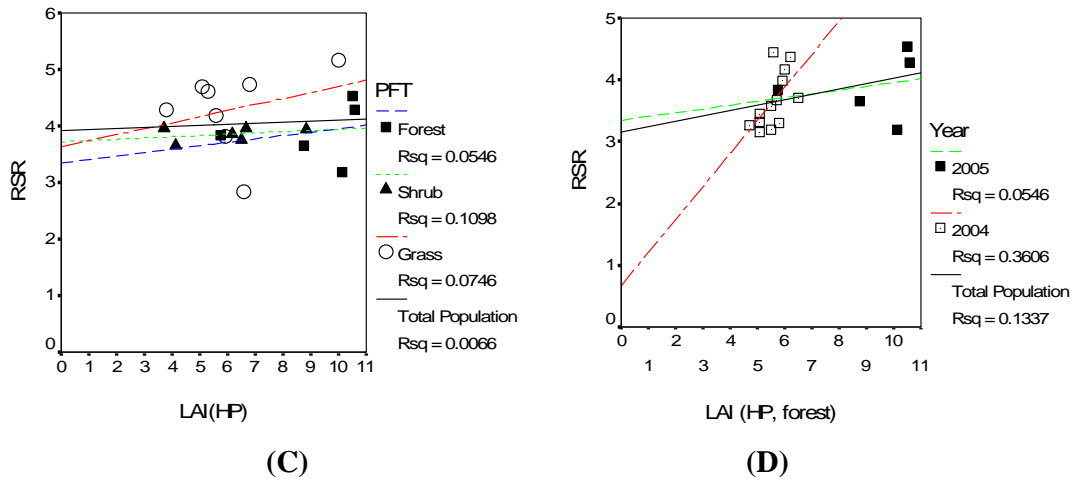 6
5
4
3
2
1
0
RSR
0 1 2 3 4 5 6 7 8 9 10 11
LAI(HP)
PFT
Forest
Rsq = 0.0546
Shrub
Rsq = 0.1098
Grass
Rsq = 0.0746
Total Population
Rsq = 0.0066
(C)
5
4
3
2
1
0
RSR
0 2 4 6 8 10
1 3 5 7 9 11
LAI (HP, forest)
Year
2005
Rsq = 0.0546
2004
Rsq = 0.3606
Total Population
Rsq = 0.1337
(D)